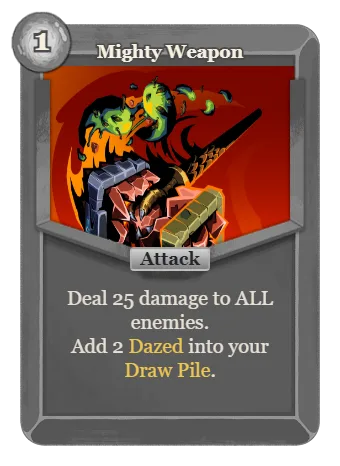 1
Mighty Weapon
Attack
Deal 25 damage to ALL
enemies.
Add 2 Dazed into your
Draw Pile.